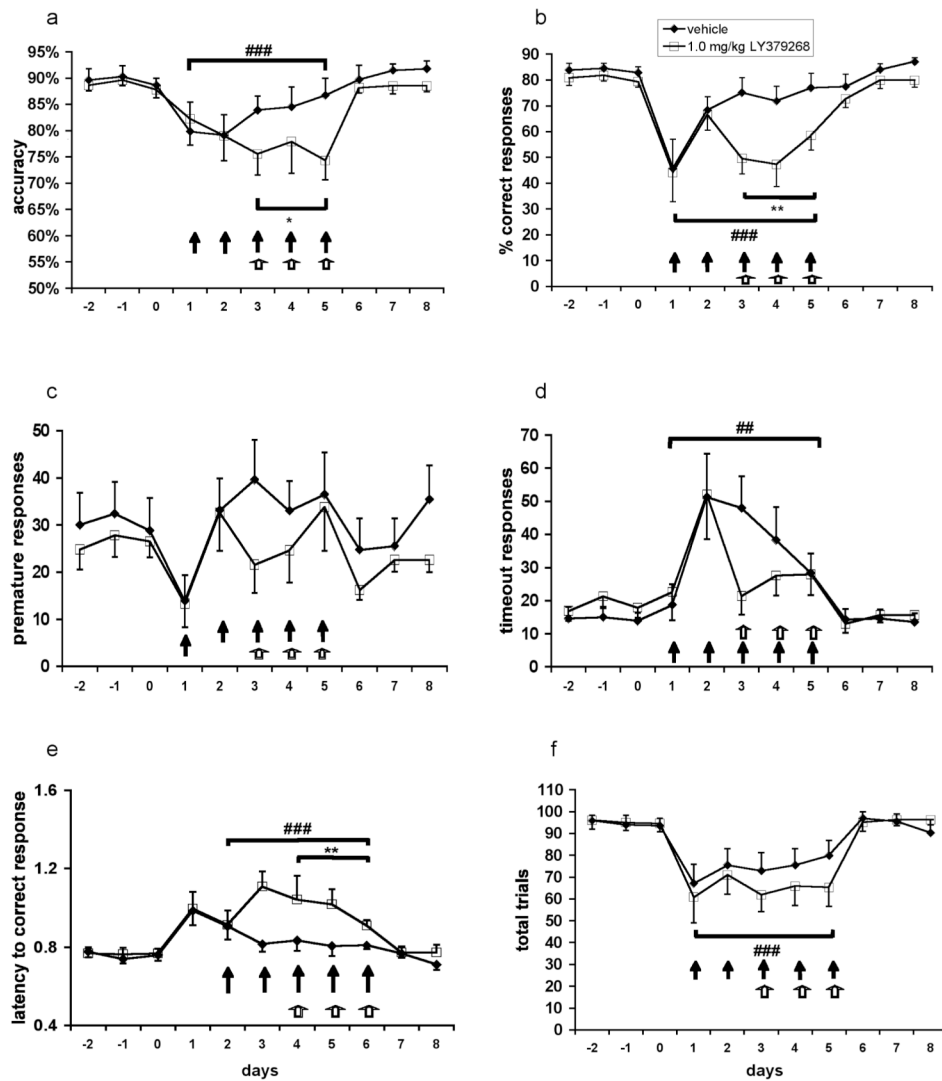 a
accuracy
95%
90%
85%
80%
75%
70%
65%
60%
55%
50%
###
*
-2 -1 0 1 2 3 4 5 6 7 8
b
vehicle
1.0 mg/kg LY379268
% correct responses
90
80
70
60
50
40
30
20
10
0
**
###
-2 -1 0 1 2 3 4 5 6 7 8
c
premature responses
50
40
30
20
10
0
-2 -1 0 1 2 3 4 5 6 7 8
d
timeout responses
70
60
50
40
30
20
10
0
##
-2 -1 0 1 2 3 4 5 6 7 8
e
latency to correct response
1.6
1.2
0.8
0.4
###
**
-2 -1 0 1 2 3 4 5 6 7 8
days
f
total trials
100
90
80
70
60
50
40
30
20
10
0
###
-2 -1 0 1 2 3 4 5 6 7 8
days